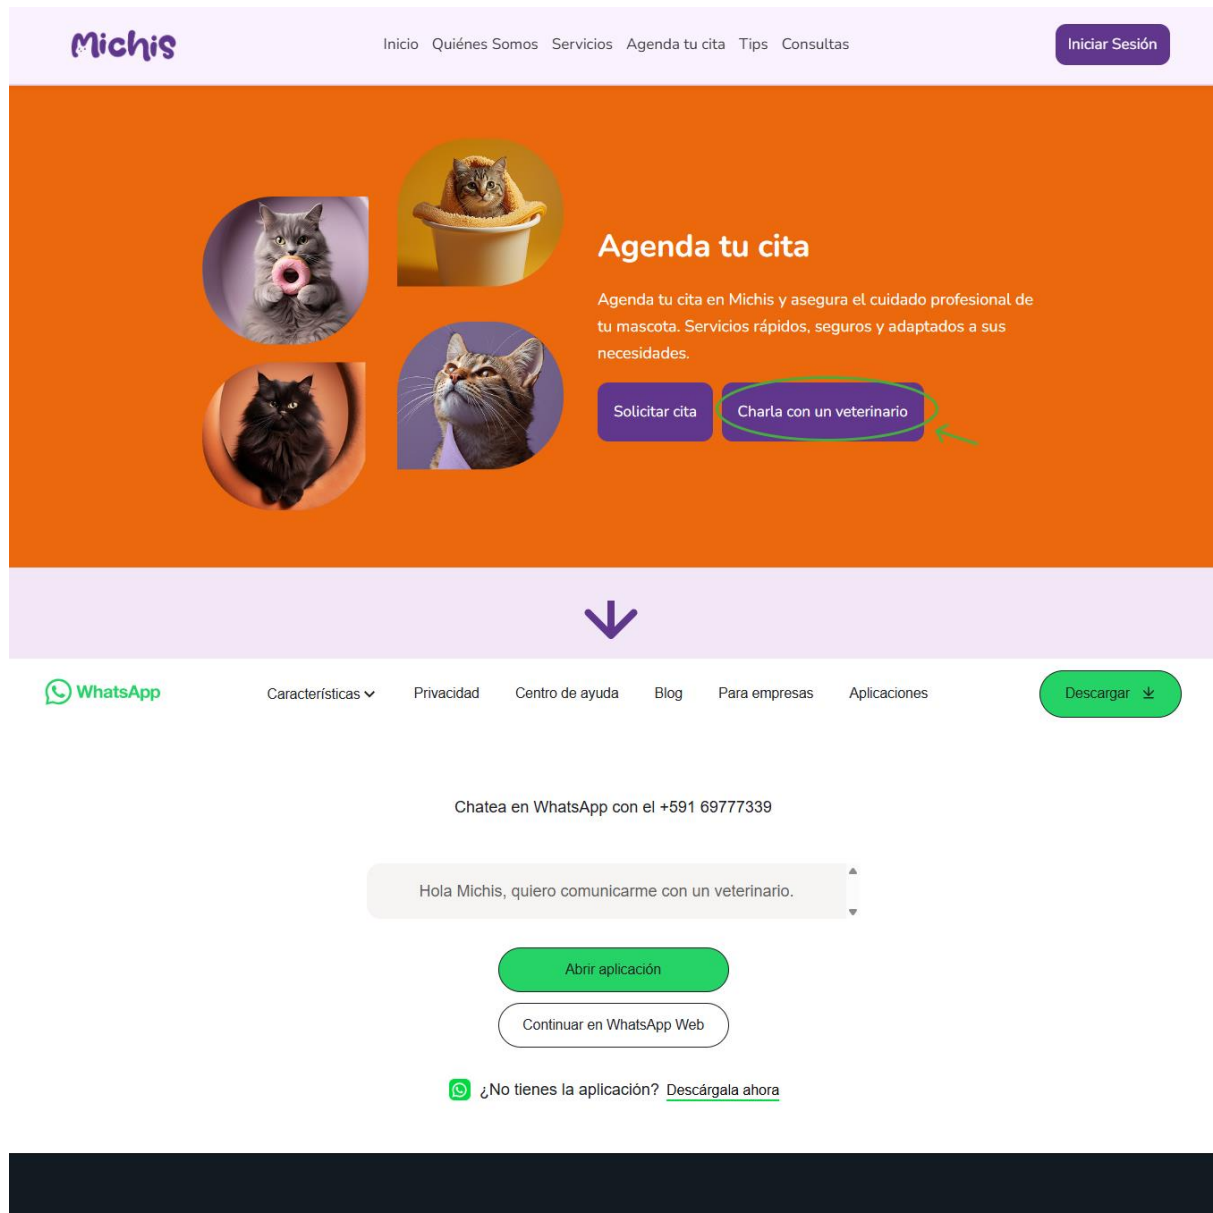 Michis
Inicio Quiénes Somos Servicios Agenda tu cita Tips Consultas
Iniciar Sesión
Agenda tu cita
Agenda tu cita en Michis y asegura el cuidado profesional de
tu mascota. Servicios rápidos, seguros y adaptados a sus
necesidades.
Solicitar cita
Charla con un veterinario
WhatsApp
Características Privacidad Centro de ayuda Blog Para empresas Aplicaciones
Descargar
Chatea en WhatsApp con el +591 69777339
Hola Michis, quiero comunicarme con un veterinario.
Abrir aplicación
Continuar en WhatsApp Web
¿No tienes la aplicación? Descárgala ahora